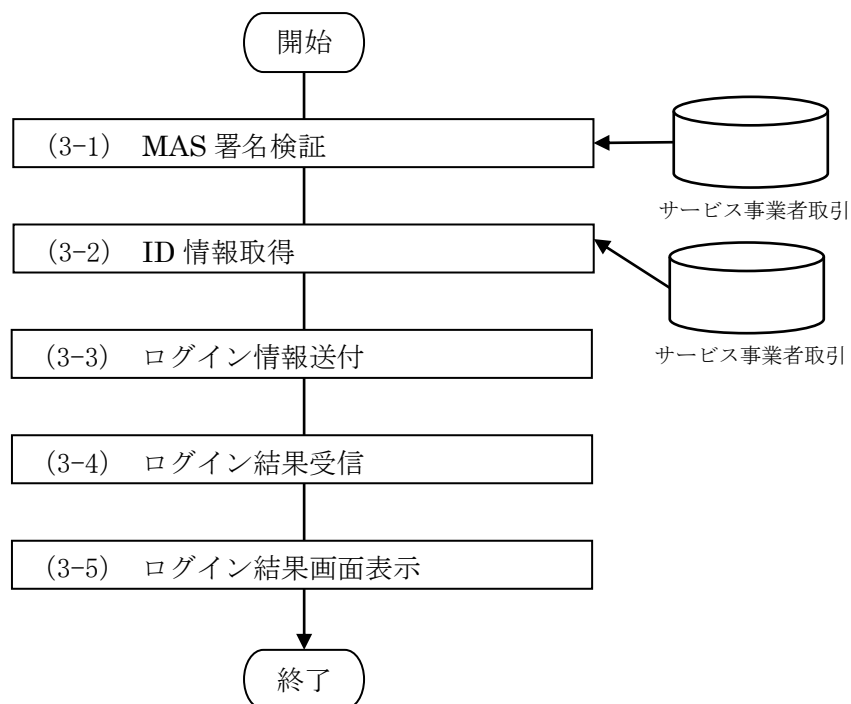 開始
(3-1) MAS 署名検証
サービス事業者取引
(3-2) ID 情報取得
サービス事業者取引
(3-3) ログイン情報送付
(3-4) ログイン結果受信
(3-5) ログイン結果画面表示
終了